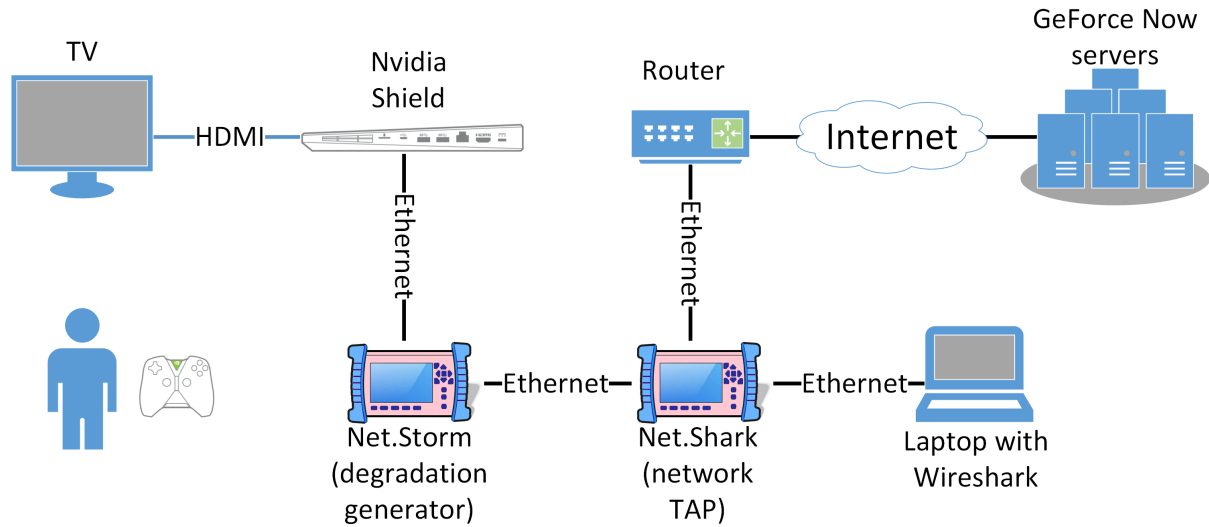 TV
Nvidia
Shield
Router
GeForce Now
servers
HDMI
HDMI
Internet
Ethernet
Ethernet
Ethernet
Ethernet
Net.Storm
(degradation
generator)
Net.Shark
(network
TAP)
Laptop with
Wireshark